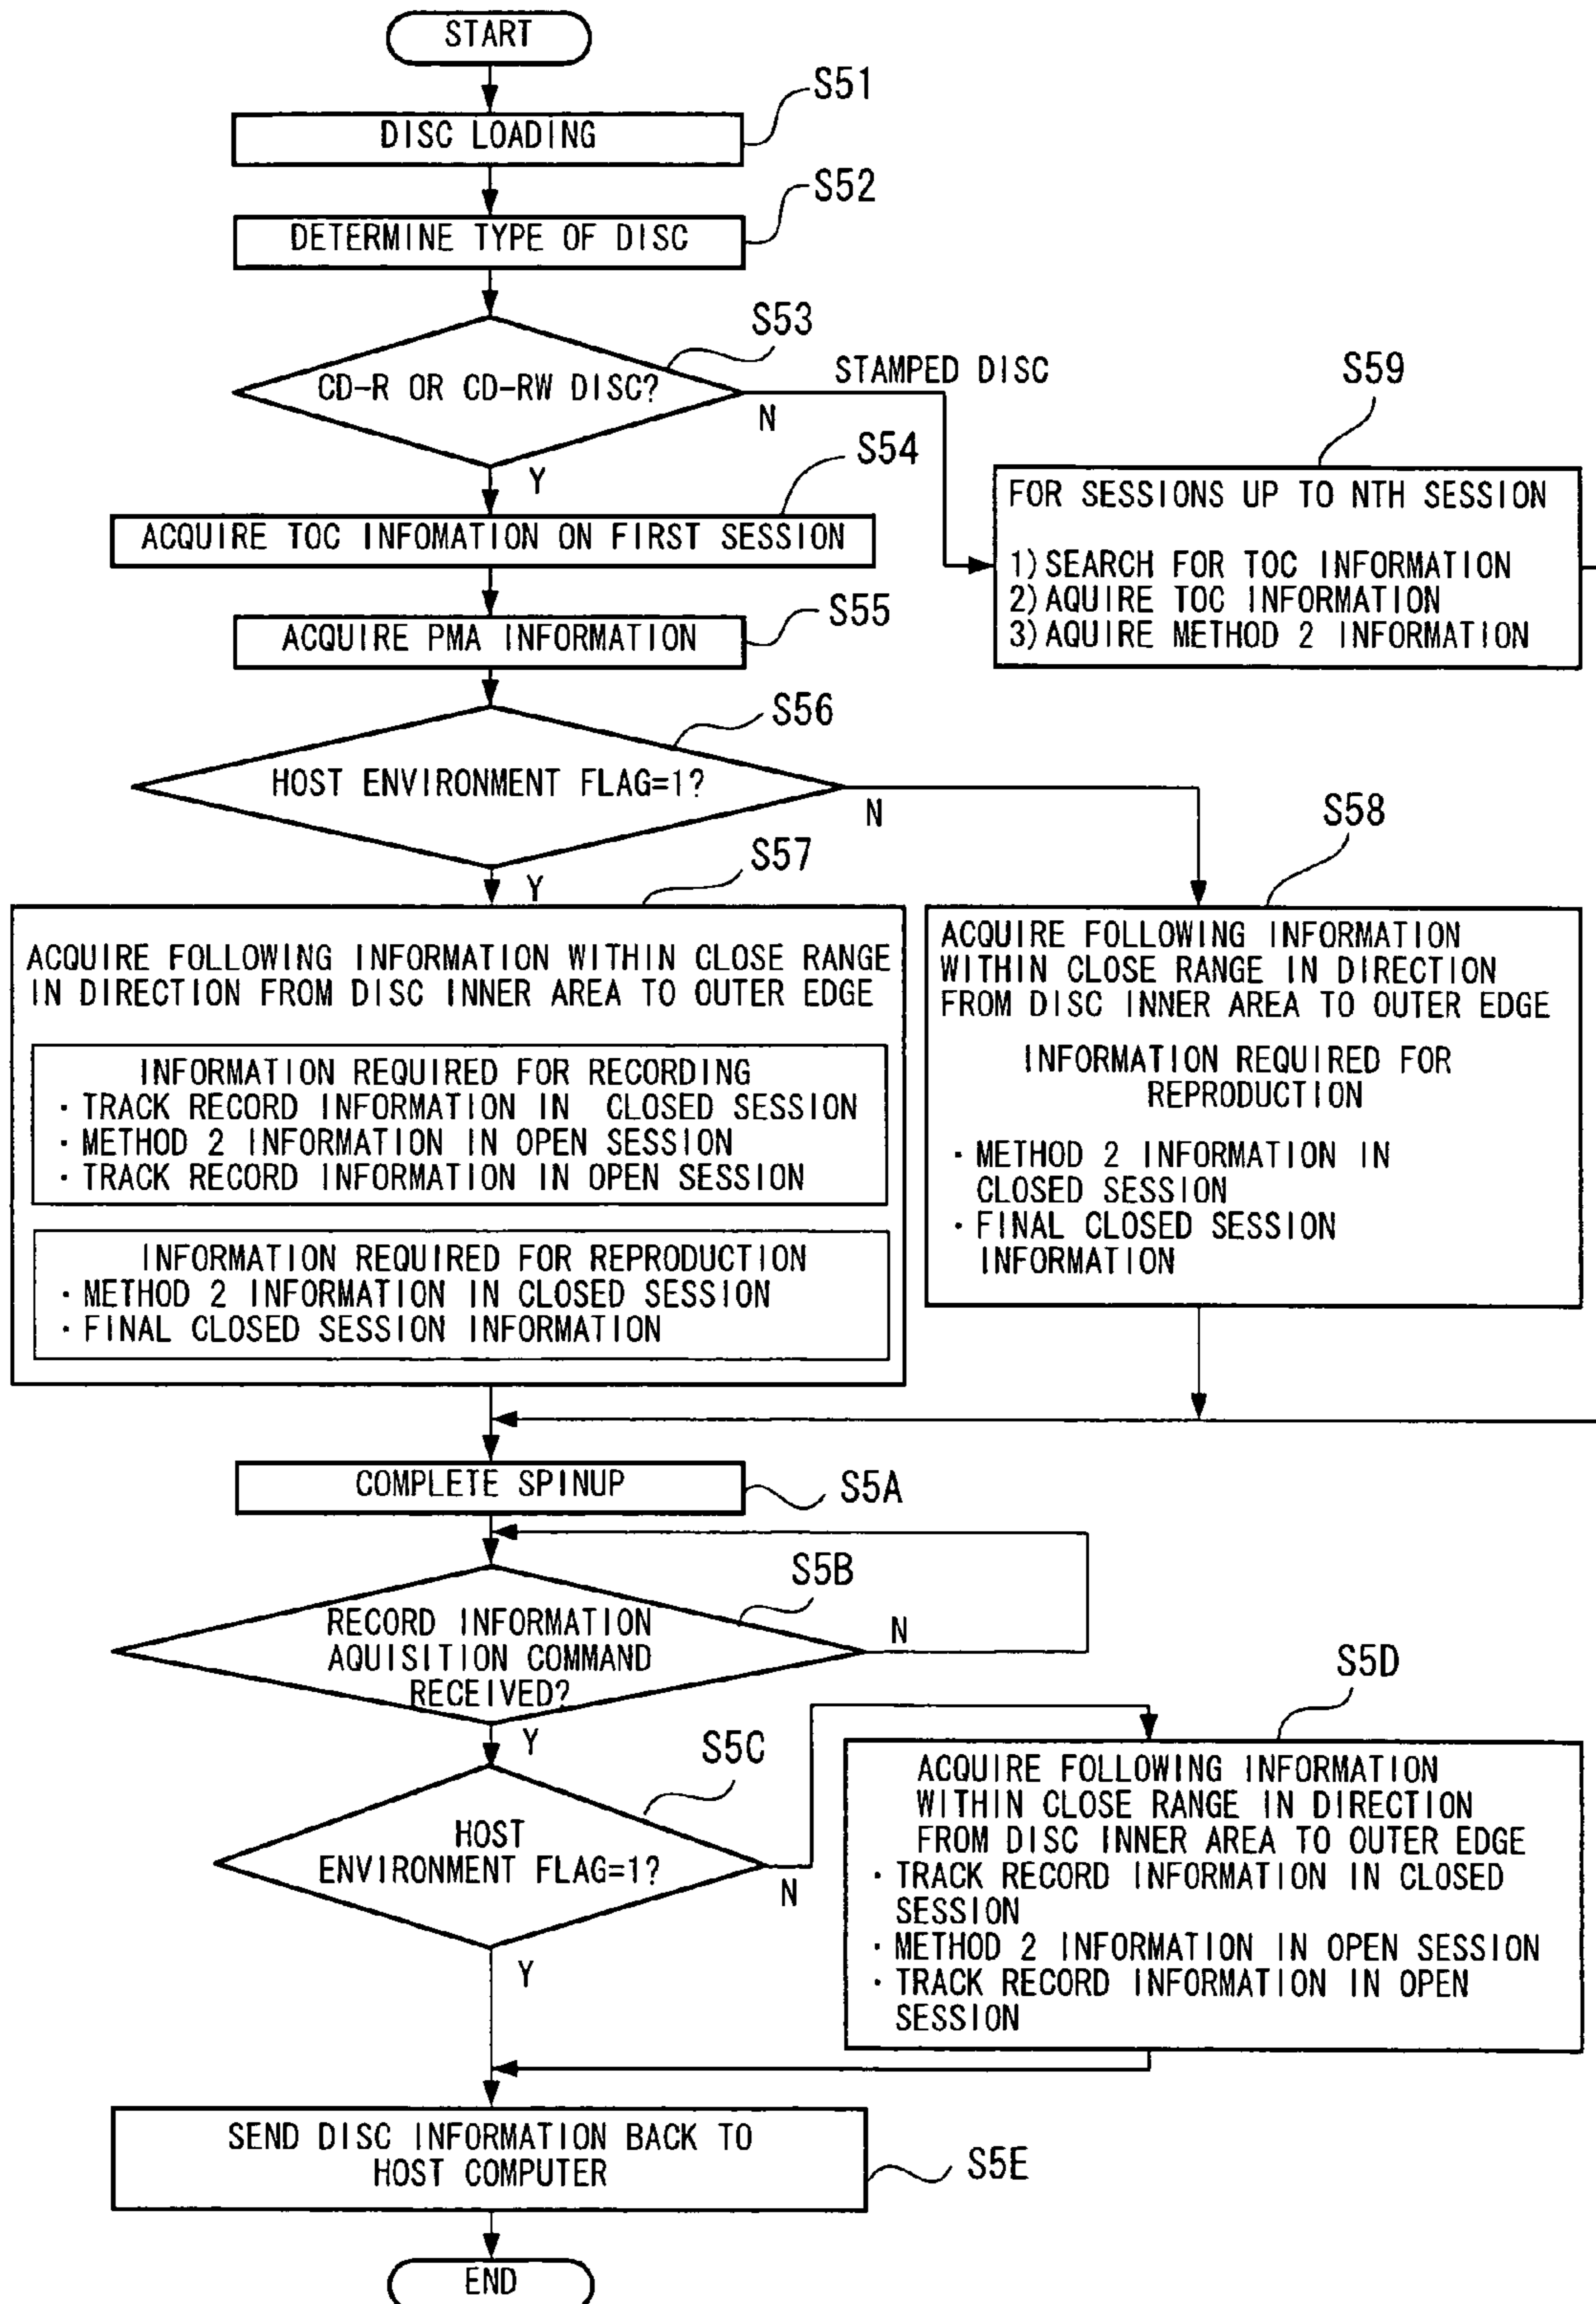 START
S51
DISC LOADING
S52
DETERMINE TYPE OF DISC
S53
CD-R OR CD-RW DISC?
STAMPED DISC
N
Y
S59
FOR SESSIONS UP TO NTH SESSION
1)SEARCH FOR TOC INFORMATION
2)AQUIRE TOC INFORMATION
3)AQUIRE METHOD 2 INFORMATION
S54
ACQUIRE TOC INFOMATION ON FIRST SESSION
S55
ACQUIRE PMA INFORMATION
S56
HOST ENVIRONMENT FLAG=1?
N
Y
S57
ACQUIRE FOLLOWING INFORMATION WITHIN CLOSE RANGE
IN DIRECTION FROM DISC INNER AREA TO OUTER EDGE
INFORMATION REQUIRED FOR RECORDING
· TRACK RECORD INFORMATION IN CLOSED SESSION
· METHOD 2 INFORMATION IN OPEN SESSION
· TRACK RECORD INFORMATION IN OPEN SESSION
INFORMATION REQUIRED FOR REPRODUCTION
· METHOD 2 INFORMATION IN CLOSED SESSION
· FINAL CLOSED SESSION INFORMATION
S58
ACQUIRE FOLLOWING INFORMATION
WITHIN CLOSE RANGE IN DIRECTION
FROM DISC INNER AREA TO OUTER EDGE
INFORMATION REQUIRED FOR
REPRODUCTION
· METHOD 2 INFORMATION IN
CLOSED SESSION
· FINAL CLOSED SESSION
INFORMATION
COMPLETE SPINUP
S5A
S5B
RECORD INFORMATION
AQUISITION COMMAND
RECEIVED?
N
Y
S5C
HOST
ENVIRONMENT FLAG=1?
N
Y
S5D
ACQUIRE FOLLOWING INFORMATION
WITHIN CLOSE RANGE IN DIRECTION
FROM DISC INNER AREA TO OUTER EDGE
· TRACK RECORD INFORMATION IN CLOSED
SESSION
· METHOD 2 INFORMATION IN OPEN SESSION
· TRACK RECORD INFORMATION IN OPEN
SESSION
SEND DISC INFORMATION BACK TO
HOST COMPUTER
S5E
END